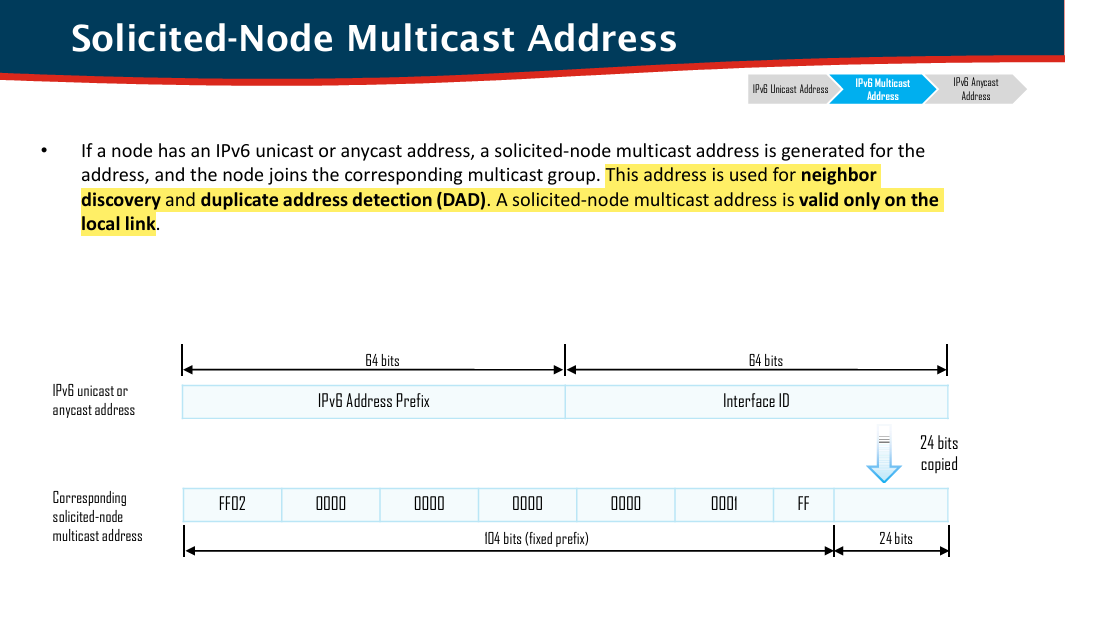 Solicited-Node Multicast Address
IPv6 Unicast Address
IPv6 Multicast
Address
IPv6 Anycast
Address
• If a node has an IPv6 unicast or anycast address, a solicited-node multicast address is generated for the
address, and the node joins the corresponding multicast group. This address is used for neighbor
discovery and duplicate address detection (DAD). A solicited-node multicast address is valid only on the
local link.
64 bits 64 bits
IPv6 unicast or
anycast address
IPv6 Address Prefix Interface ID
24 bits
copied
Corresponding
solicited-node
multicast address
FF02 0000 0000 0000 0000 0001 FF
104 bits (fixed prefix) 24 bits